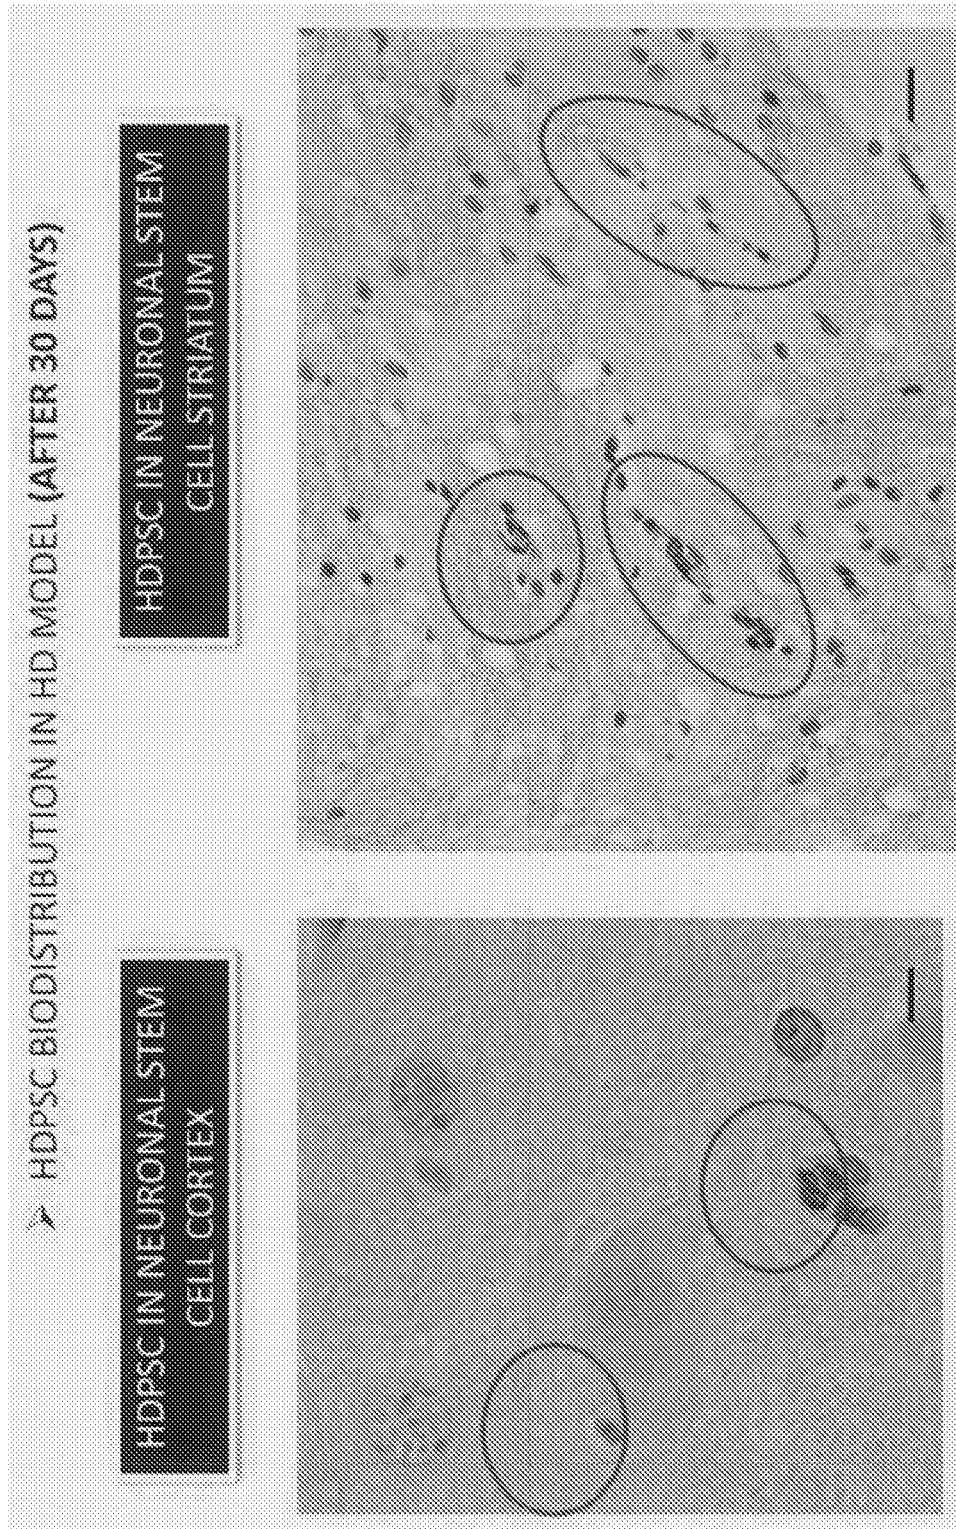 ➢ HDPSC BIODISTRIBUTION IN HD MODEL (AFTER 30 DAYS)
HDPSC IN NEURONAL STEM
CELL CORTEX
HDPSC IN NEURONAL STEM
CELL STRIATUM